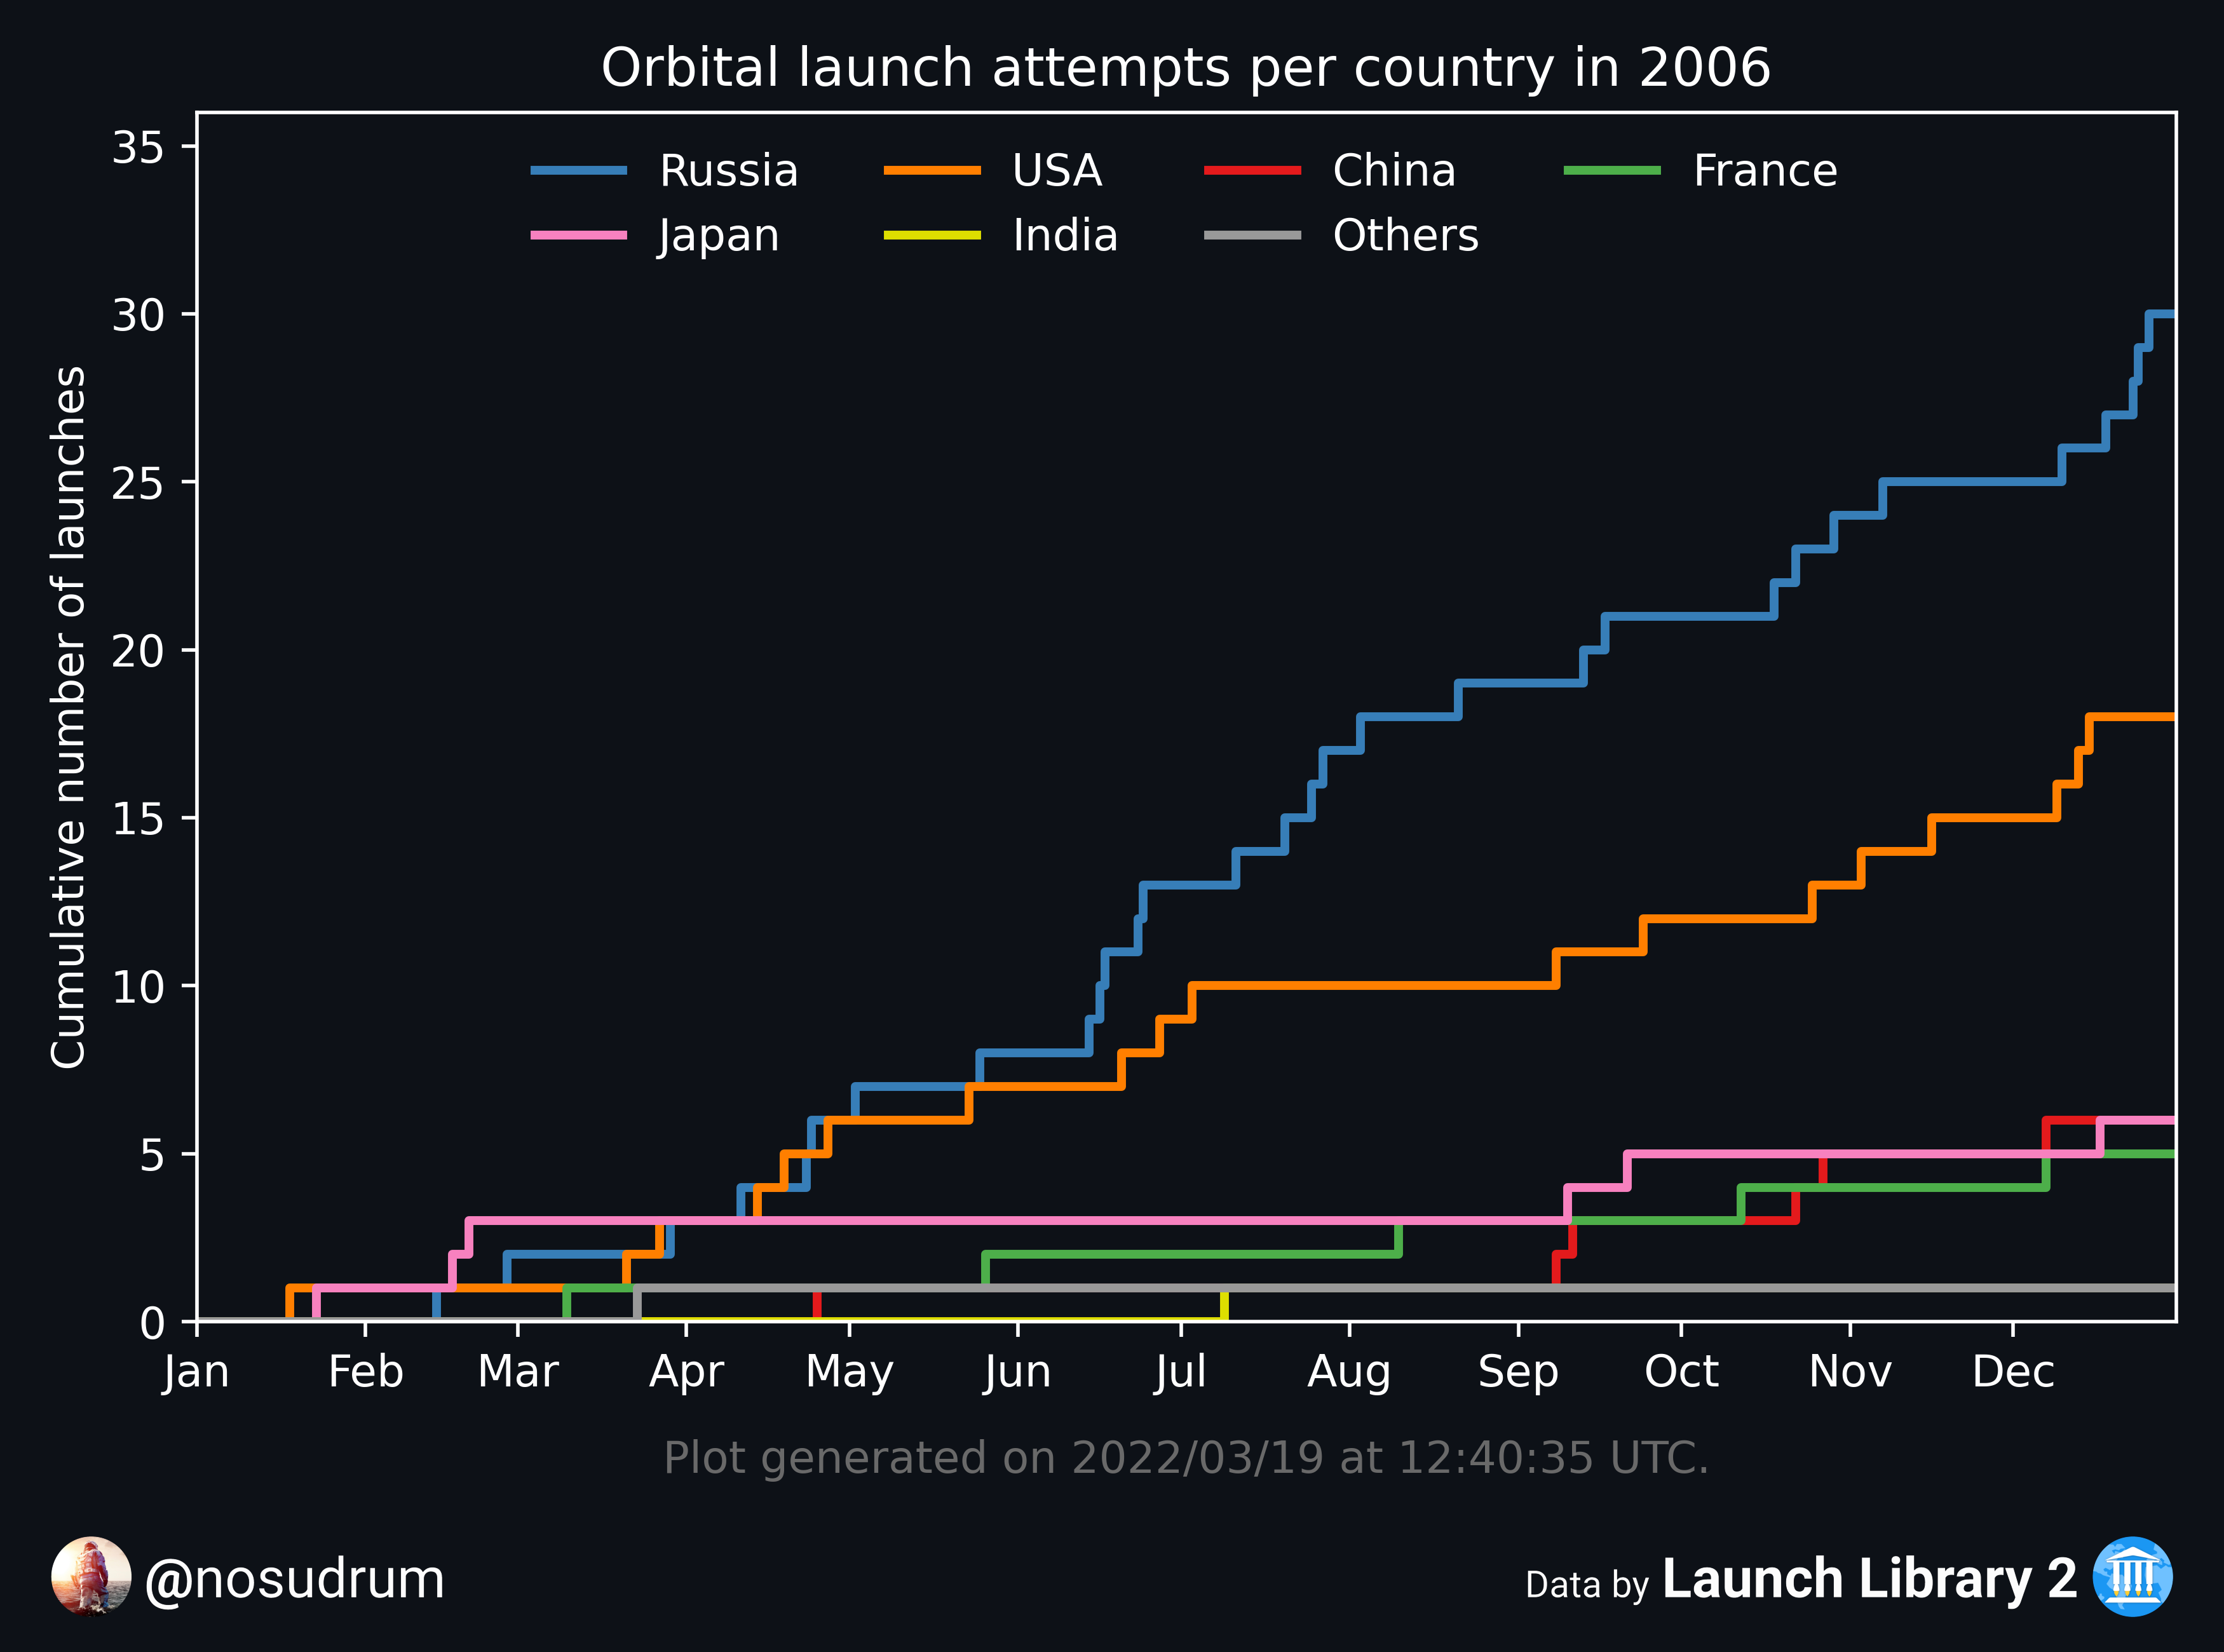 Orbital launch attempts per country in 2006
Russia USA China France
Japan India Others
Cumulative number of launches
35
30
25
20
15
10
5
0
Jan Feb Mar Apr May Jun Jul Aug Sep Oct Nov Dec
Plot generated on 2022/03/19 at 12:40:35 UTC.
@nosudrum
Data by Launch Library 2